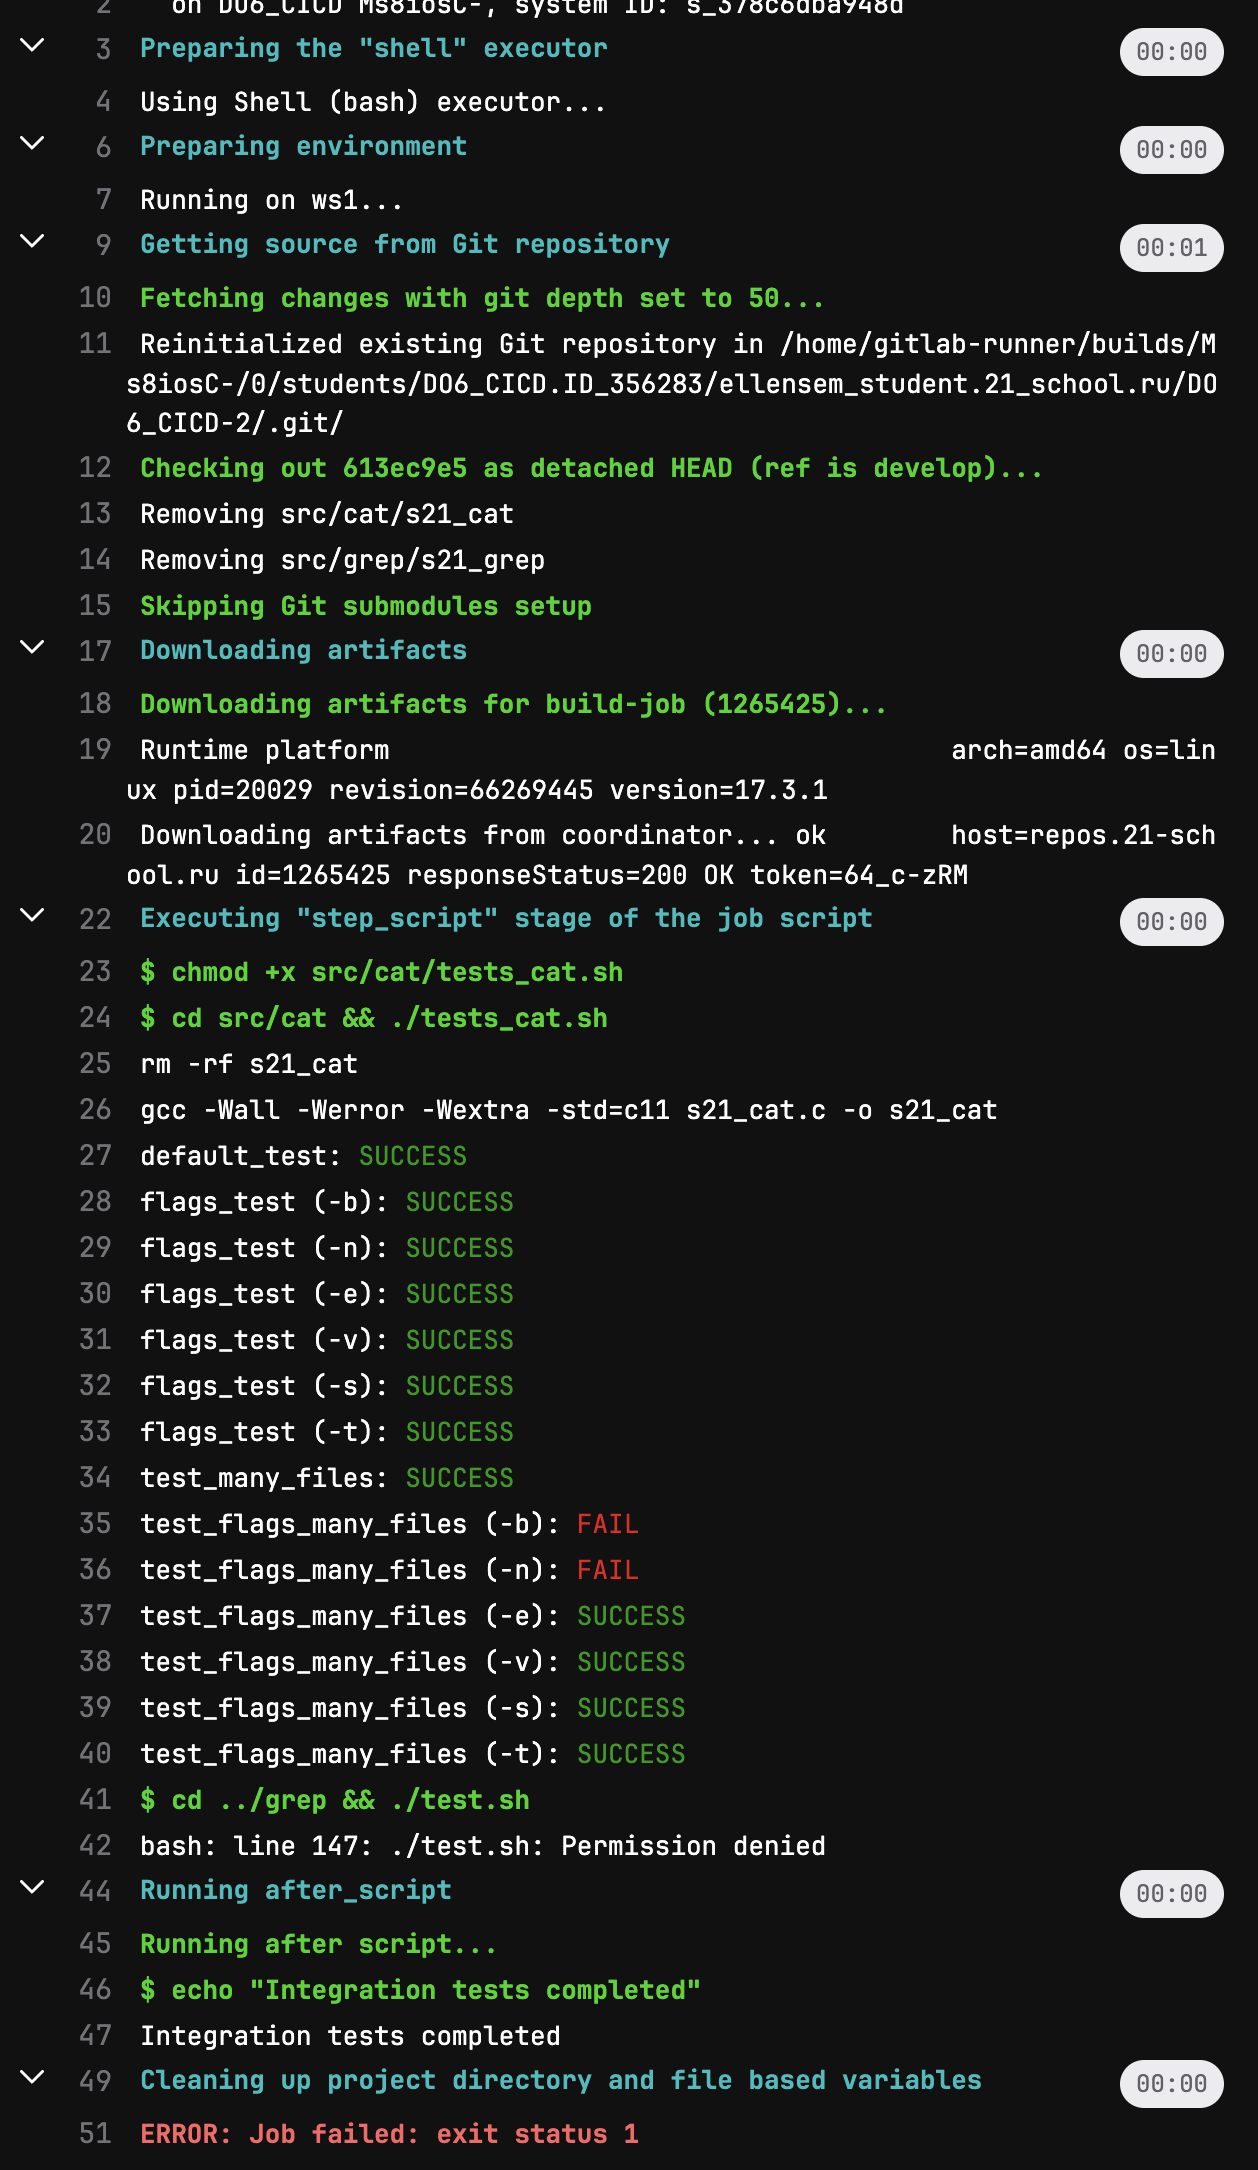 2 on DO6_CICD Ms8iosC-, system ID: s_378c6dba948d
3 Preparing the "shell" executor 00:00
4 Using Shell (bash) executor...
6 Preparing environment 00:00
7 Running on ws1...
9 Getting source from Git repository 00:01
10 Fetching changes with git depth set to 50...
11 Reinitialized existing Git repository in /home/gitlab-runner/builds/M
s8iosC-/0/students/DO6_CICD.ID_356283/ellensem_student.21_school.ru/DO
6_CICD-2/.git/
12 Checking out 613ec9e5 as detached HEAD (ref is develop)...
13 Removing src/cat/s21_cat
14 Removing src/grep/s21_grep
15 Skipping Git submodules setup
17 Downloading artifacts 00:00
18 Downloading artifacts for build-job (1265425)...
19 Runtime platform arch=amd64 os=lin
ux pid=20029 revision=66269445 version=17.3.1
20 Downloading artifacts from coordinator... ok host=repos.21-sch
ool.ru id=1265425 responseStatus=200 OK token=64_c-zRM
22 Executing "step_script" stage of the job script 00:00
23 $ chmod +x src/cat/tests_cat.sh
24 $ cd src/cat && ./tests_cat.sh
25 rm -rf s21_cat
26 gcc -Wall -Werror -Wextra -std=c11 s21_cat.c -o s21_cat
27 default_test: SUCCESS
28 flags_test (-b): SUCCESS
29 flags_test (-n): SUCCESS
30 flags_test (-e): SUCCESS
31 flags_test (-v): SUCCESS
32 flags_test (-s): SUCCESS
33 flags_test (-t): SUCCESS
34 test_many_files: SUCCESS
35 test_flags_many_files (-b): FAIL
36 test_flags_many_files (-n): FAIL
37 test_flags_many_files (-e): SUCCESS
38 test_flags_many_files (-v): SUCCESS
39 test_flags_many_files (-s): SUCCESS
40 test_flags_many_files (-t): SUCCESS
41 $ cd ../grep && ./test.sh
42 bash: line 147: ./test.sh: Permission denied
44 Running after_script 00:00
45 Running after script...
46 $ echo "Integration tests completed"
47 Integration tests completed
49 Cleaning up project directory and file based variables 00:00
51 ERROR: Job failed: exit status 1